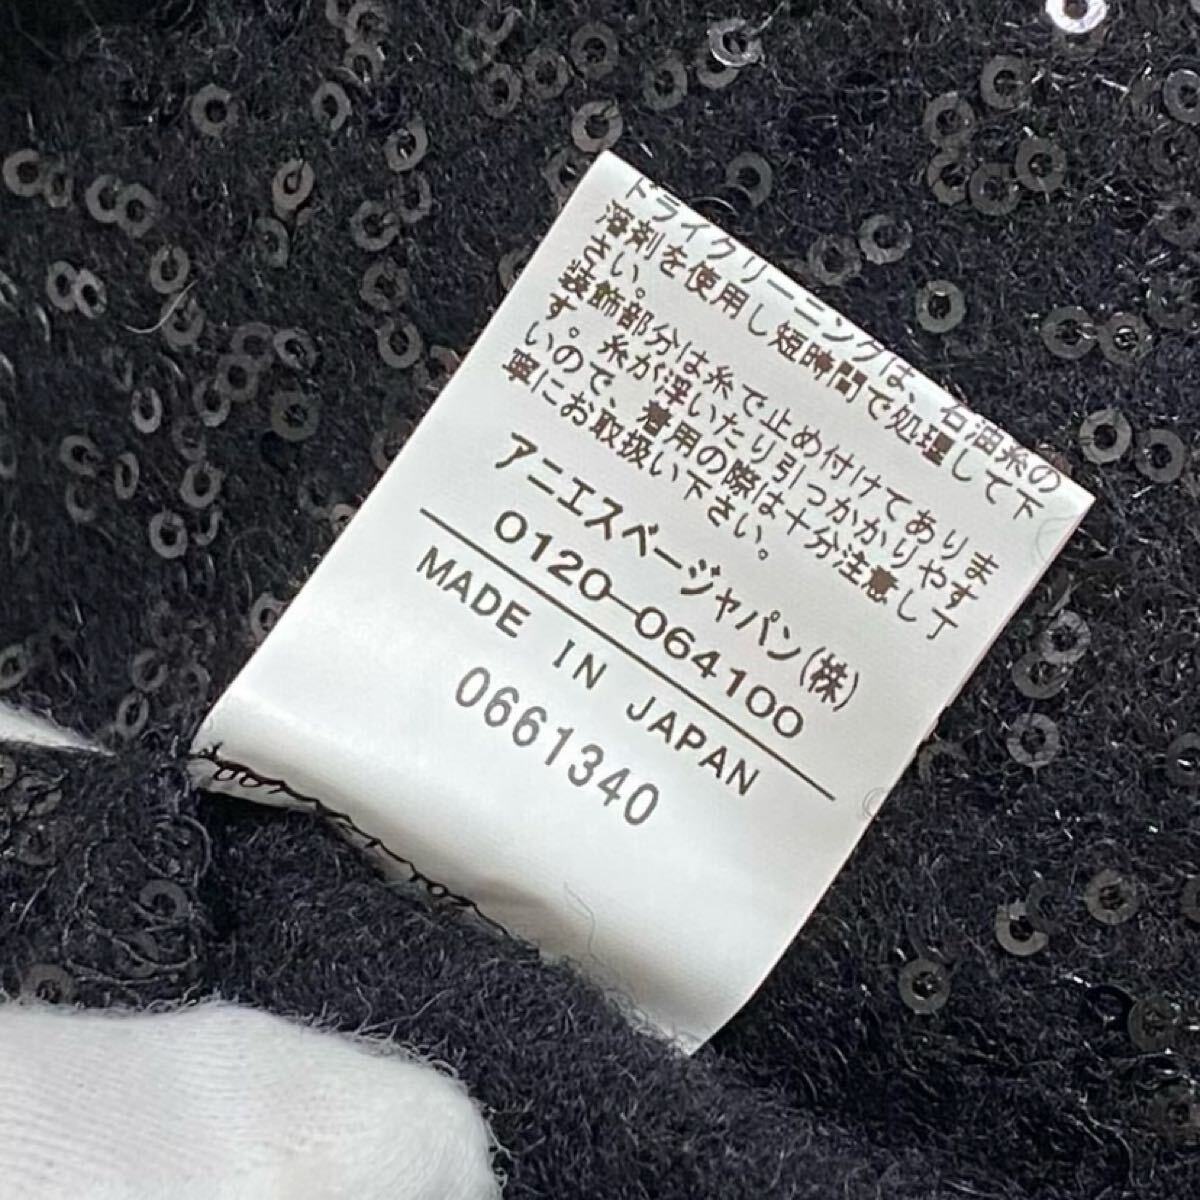 ドライクリーニングは、石油系の
溶剤を使用し短時間で処理して下
さい。
装飾部分は糸で止め付けてありま
す。糸が浮いたり引っかかりやす
いので、着用の際は十分注意し丁
寧にお取扱い下さい。
アニエスベージャパン(株)
0120-064100
MADE IN JAPAN
0661340